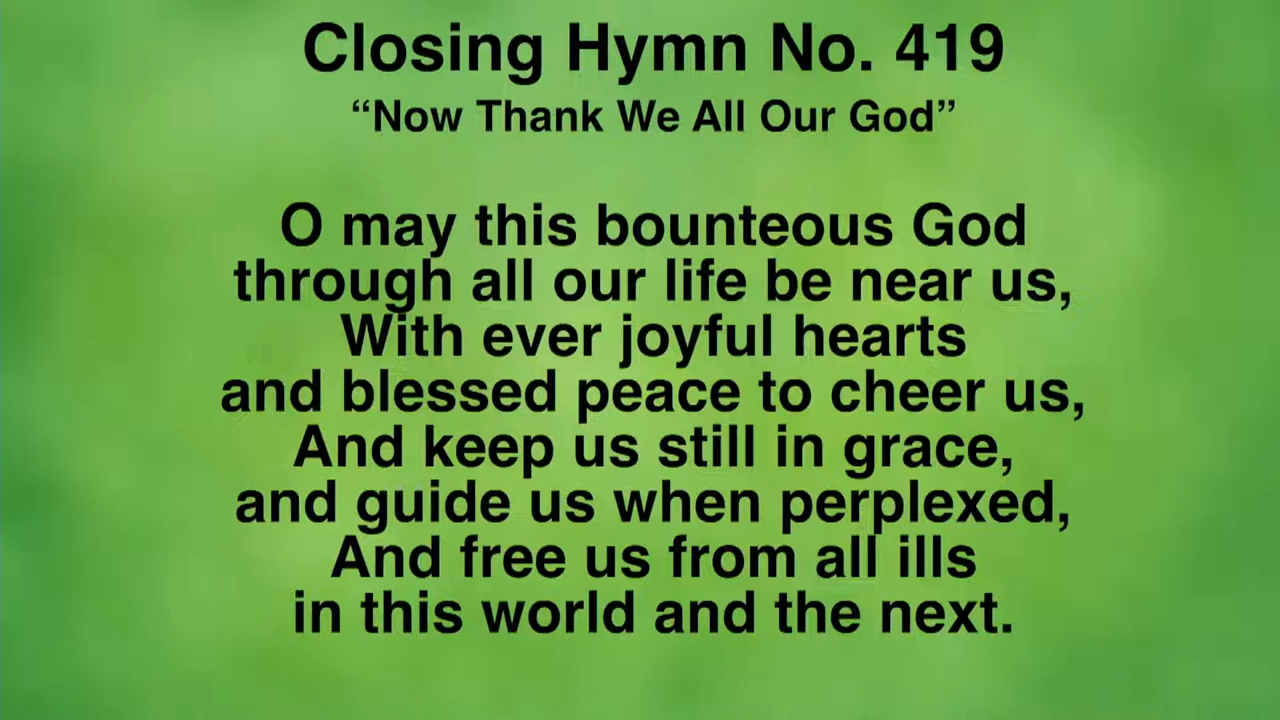 Closing Hymn No. 419
“Now Thank We All Our God”
O may this bounteous God
through all our life be near us,
With ever joyful hearts
and blessed peace to cheer us,
And keep us still in grace,
and guide us when perplexed,
And free us from all ills
in this world and the next.